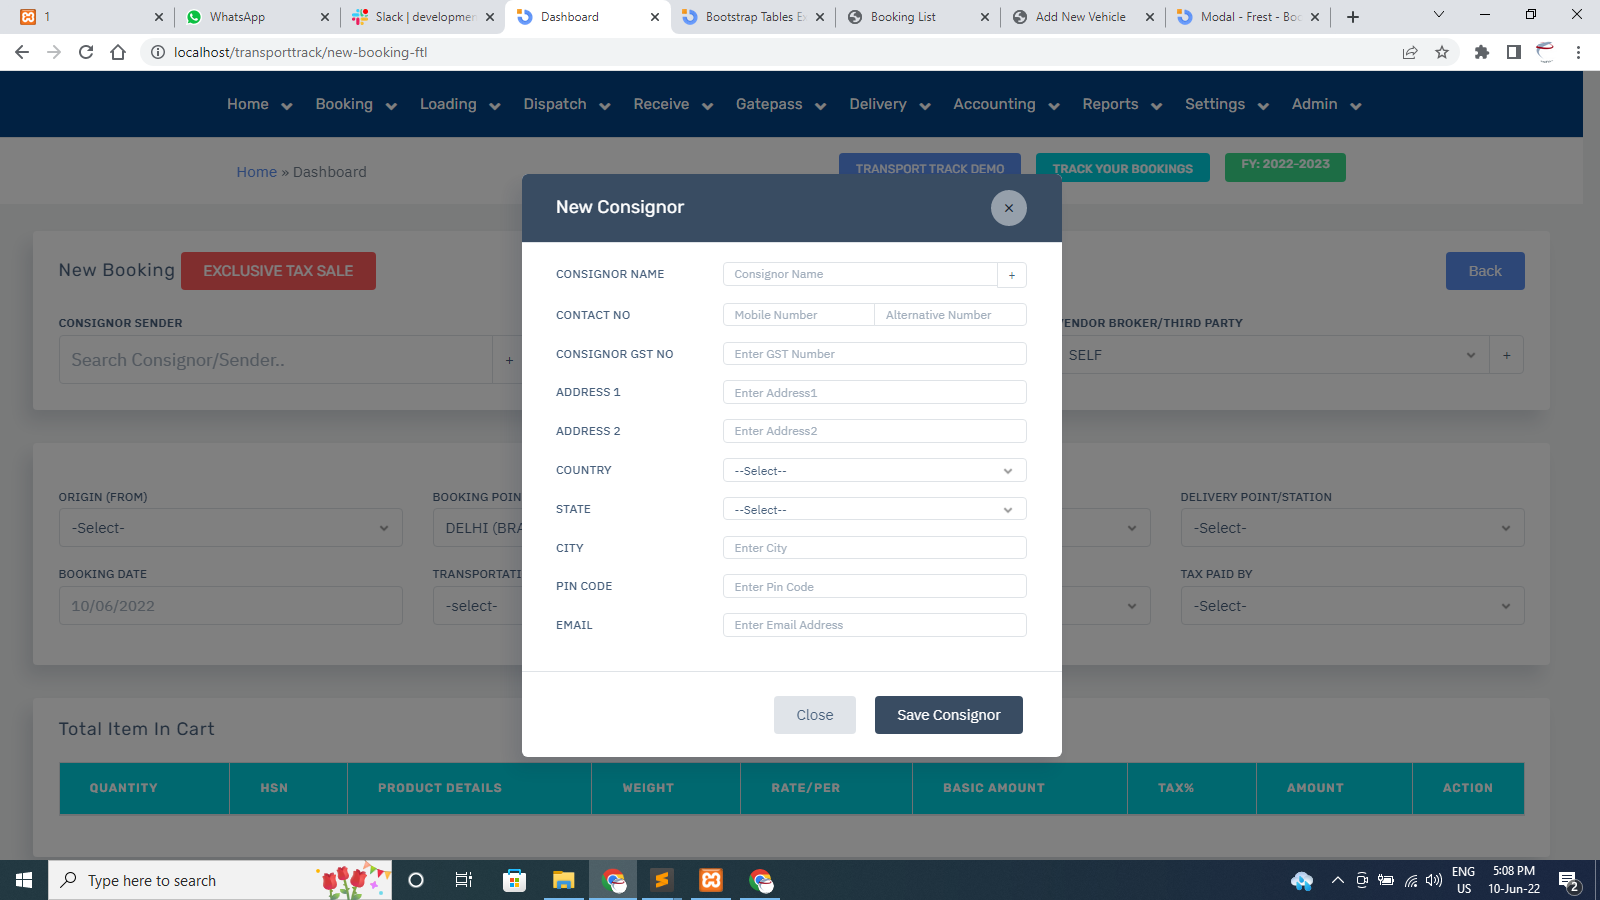 1
WhatsApp
Slack | developmen
Dashboard
Bootstrap Tables Ex
Booking List
Add New Vehicle
Modal - Frest - Boo
localhost/transporttrack/new-booking-ftl
Home Booking Loading Dispatch Receive Gatepass Delivery Accounting Reports Settings Admin
Home » Dashboard
TRANSPORT TRACK DEMO
TRACK YOUR BOOKINGS
FY: 2022-2023
New Booking
EXCLUSIVE TAX SALE
Back
CONSIGNOR SENDER
Search Consignor/Sender..
+
VENDOR BROKER/THIRD PARTY
SELF
+
ORIGIN (FROM)
-Select-
BOOKING POIN
DELHI (BRA
DELIVERY POINT/STATION
-Select-
BOOKING DATE
10/06/2022
TRANSPORTATI
-select-
TAX PAID BY
-Select-
New Consignor
×
CONSIGNOR NAME
Consignor Name
+
CONTACT NO
Mobile Number
Alternative Number
CONSIGNOR GST NO
Enter GST Number
ADDRESS 1
Enter Address1
ADDRESS 2
Enter Address2
COUNTRY
--Select--
STATE
--Select--
CITY
Enter City
PIN CODE
Enter Pin Code
EMAIL
Enter Email Address
Close
Save Consignor
Total Item In Cart
QUANTITY HSN PRODUCT DETAILS WEIGHT RATE/PER BASIC AMOUNT TAX% AMOUNT ACTION
Type here to search
ENG
US
5:08 PM
10-Jun-22
2